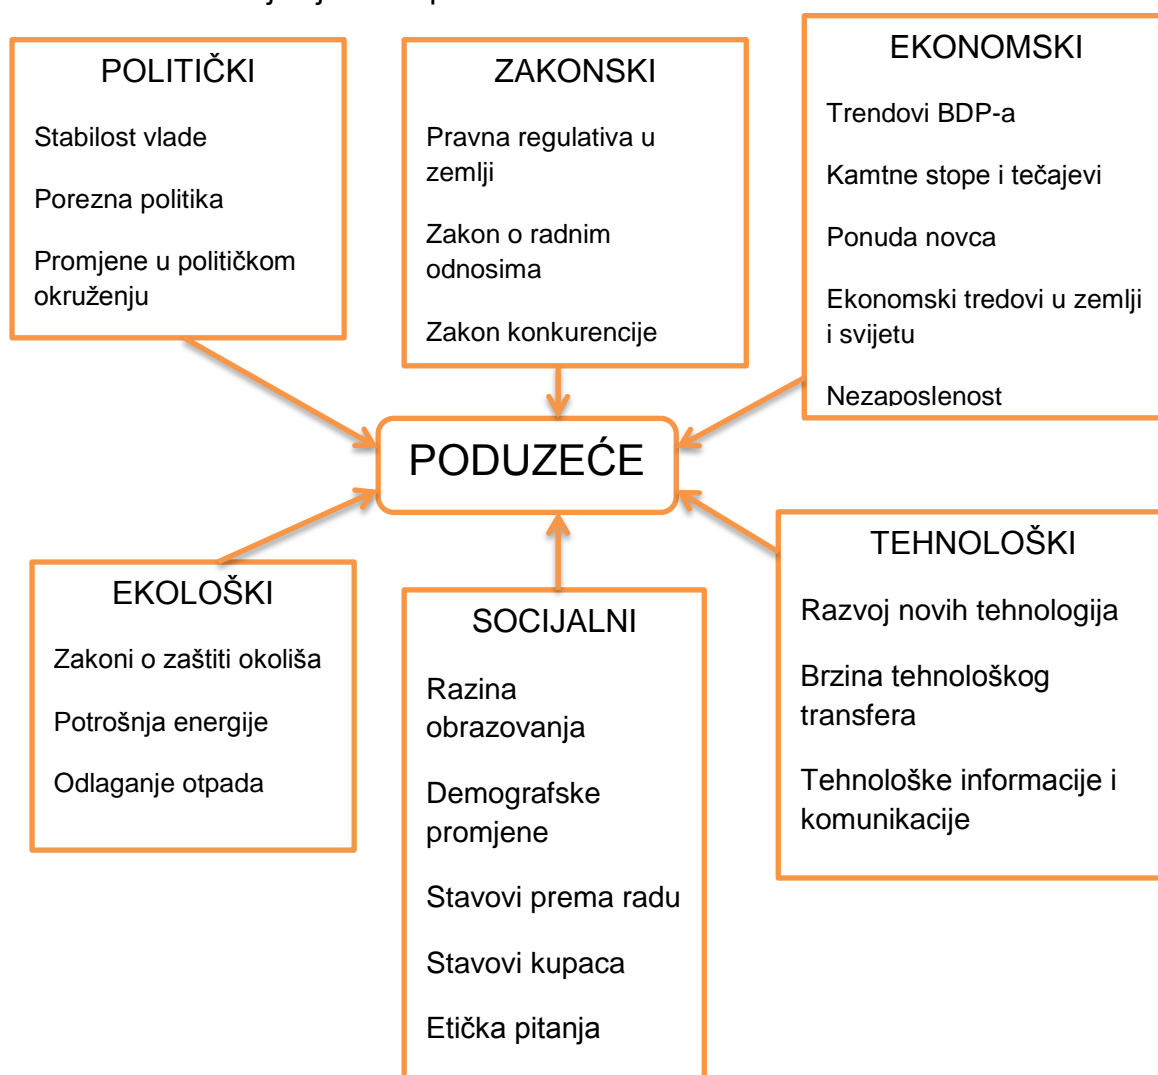 POLITIČKI
Stabilost vlade
Porezna politika
Promjene u političkom
okruženju
ZAKONSKI
Pravna regulativa u
zemlji
Zakon o radnim
odnosima
Zakon konkurencije
EKONOMSKI
Trendovi BDP-a
Kamtne stope i tečajevi
Ponuda novca
Ekonomski tredovi u zemlji
i svijetu
Nezaposlenost
PODUZEĆE
EKOLOŠKI
Zakoni o zaštiti okoliša
Potrošnja energije
Odlaganje otpada
SOCIJALNI
Razina
obrazovanja
Demografske
promjene
Stavovi prema radu
Stavovi kupaca
Etička pitanja
TEHNOLOŠKI
Razvoj novih tehnologija
Brzina tehnološkog
transfera
Tehnološke informacije i
komunikacije